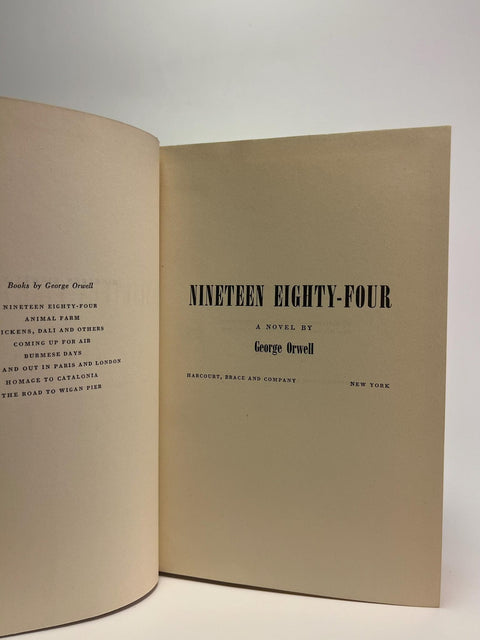 Books by George Orwell
NINETEEN EIGHTY-FOUR
ANIMAL FARM
ICKENS, DALI AND OTHERS
COMING UP FOR AIR
BURMESE DAYS
AND OUT IN PARIS AND LONDON
HOMAGE TO CATALONIA
THE ROAD TO WIGAN PIER
NINETEEN EIGHTY-FOUR
A NOVEL BY
George Orwell
HARCOURT, BRACE AND COMPANY NEW YORK